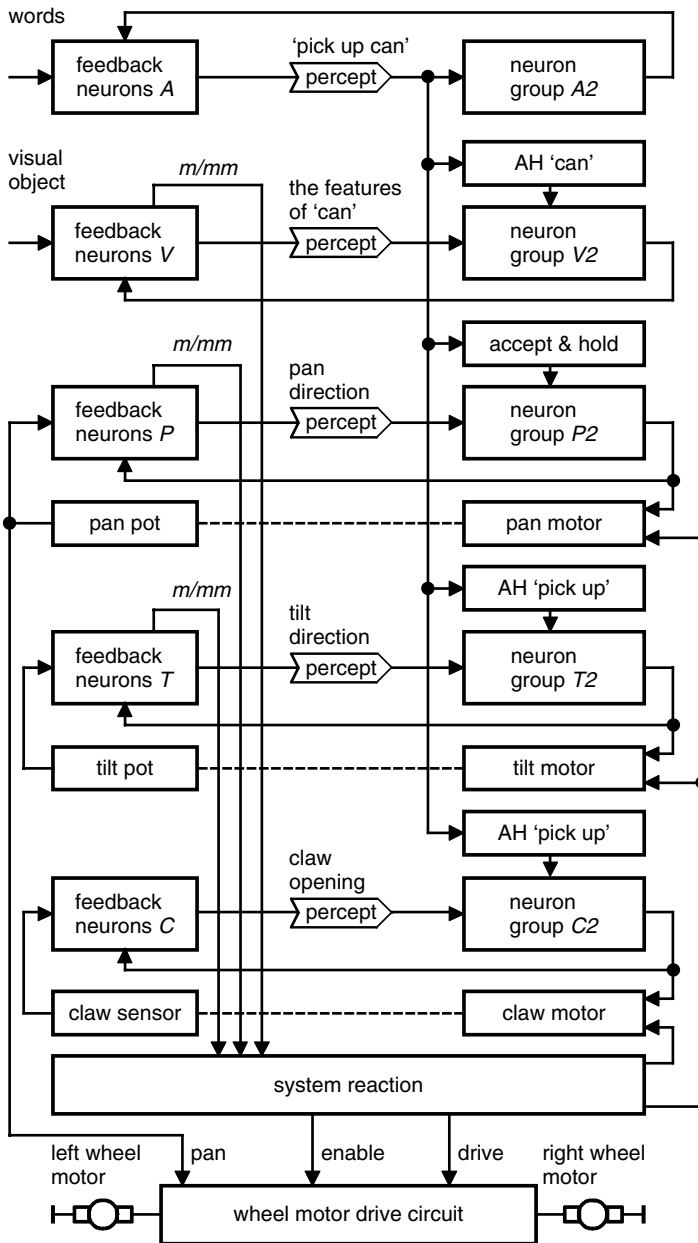 words
feedback
neurons A
'pick up can'
percept
neuron
group A2
visual
object
m/mm
feedback
neurons V
the features
of 'can'
percept
AH 'can'
neuron
group V2
m/mm
feedback
neurons P
pan
direction
percept
accept & hold
neuron
group P2
pan pot
pan motor
m/mm
feedback
neurons T
tilt
direction
percept
AH 'pick up'
neuron
group T2
tilt pot
tilt motor
feedback
neurons C
claw
opening
percept
AH 'pick up'
neuron
group C2
claw sensor
claw motor
system reaction
left wheel
motor
pan
enable
drive
right wheel
motor
wheel motor drive circuit